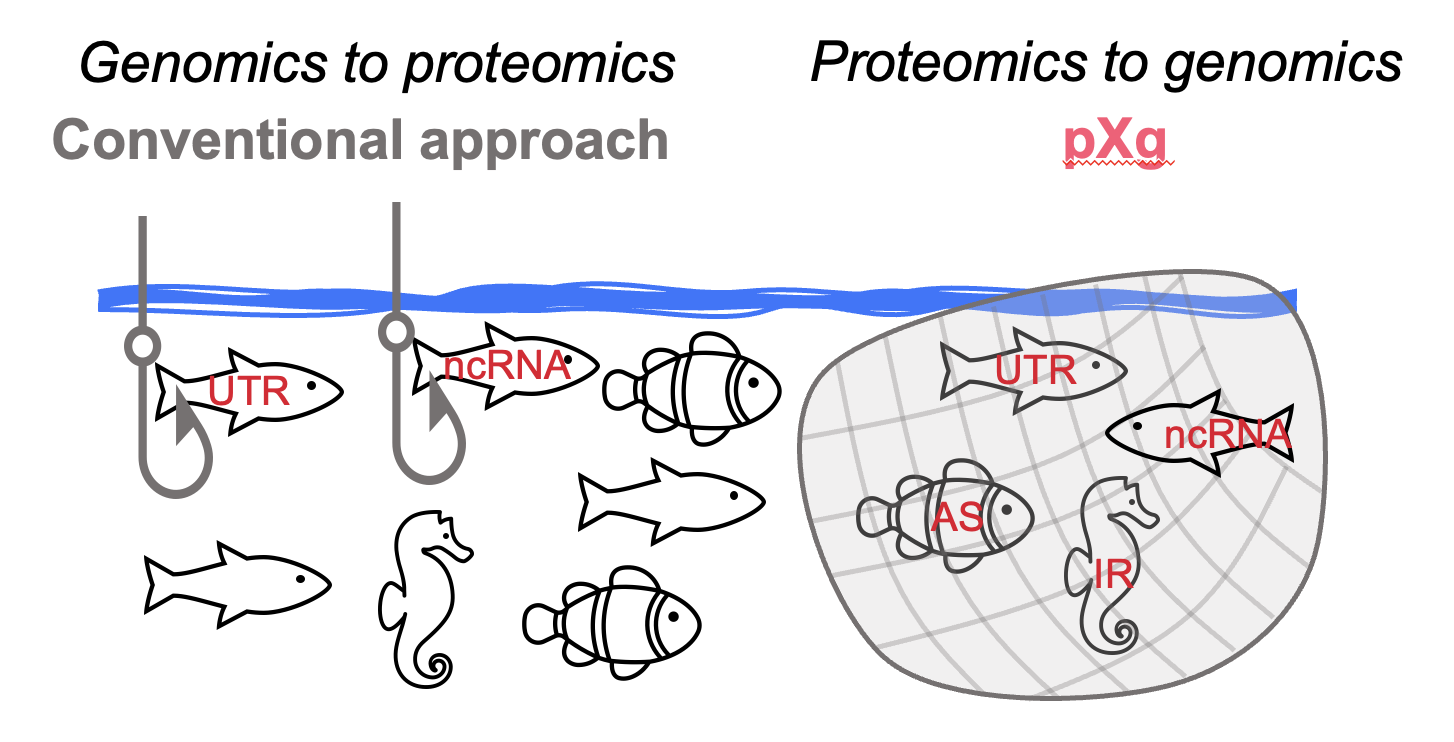 Genomics to proteomics
Conventional approach
Proteomics to genomics
pXg
UTR
ncRNA
UTR
ncRNA
AS
IR